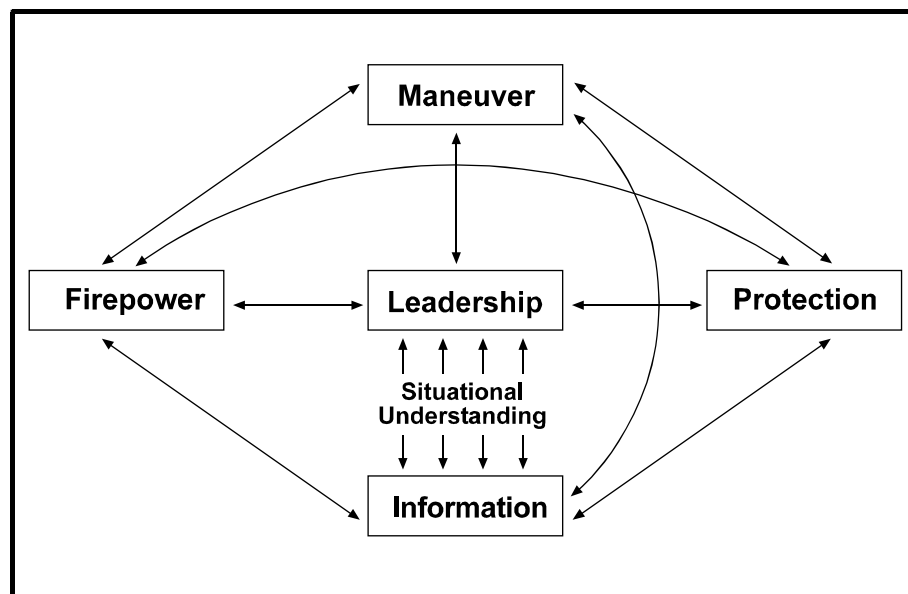 Maneuver
Firepower
Leadership
Protection
Situational
Understanding
Information